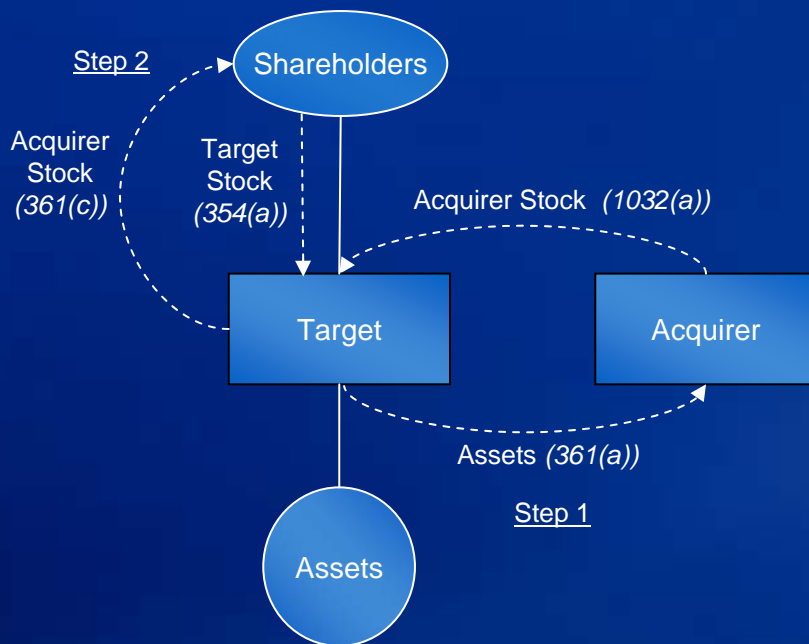 Step 2
Shareholders
Acquirer
Stock
(361(c))
Target
Stock
(354(a))
Acquirer Stock (1032(a))
Target
Acquirer
Assets (361(a))
Step 1
Assets